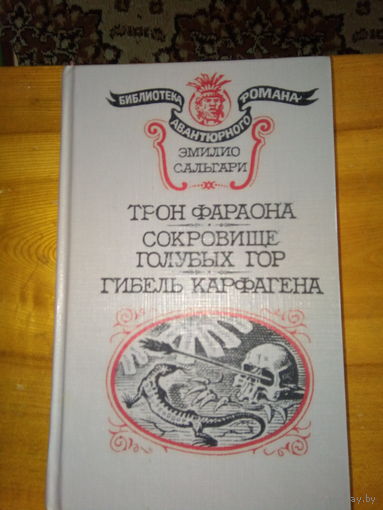 БИБЛИОТЕКА
АВАНТЮРНОГО
РОМАНА
ЭМИЛИО
САЛЬГАРИ
ТРОН ФАРАОНА
СОКРОВИЩЕ
ГОЛУБЫХ ГОР
ГИБЕЛЬ КАРФАГЕНА